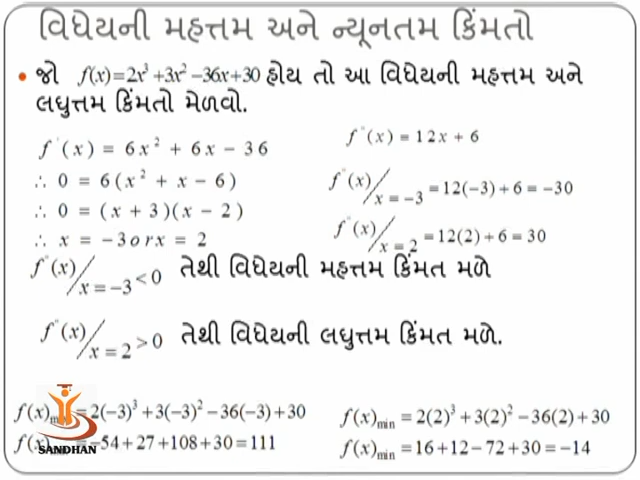 વિધેયની મહત્તમ અને ન્યૂનતમ કિંમતો
• જો f(x)=2x³+3x²−36x+30 હોય તો આ વિધેયની મહત્તમ અને
લઘુત્તમ કિંમતો મેળવો.
f'(x) = 6x² + 6x − 36
∴ 0 = 6(x² + x − 6)
∴ 0 = (x + 3)(x − 2)
∴ x = −3 or x = 2
f"(x) = 12x + 6
f"(x)/x = −3 = 12(−3) + 6 = −30
f"(x)/x = 2 = 12(2) + 6 = 30
f"(x)/x = −3 < 0 તેથી વિધેયની મહત્તમ કિંમત મળે
f"(x)/x = 2 > 0 તેથી વિધેયની લઘુત્તમ કિંમત મળે.
f(x) = 2(−3)³ + 3(−3)² − 36(−3) + 30
f(x) = −54 + 27 + 108 + 30 = 111
f(x)min = 2(2)³ + 3(2)² − 36(2) + 30
f(x)min = 16 + 12 − 72 + 30 = −14
SANDHAN